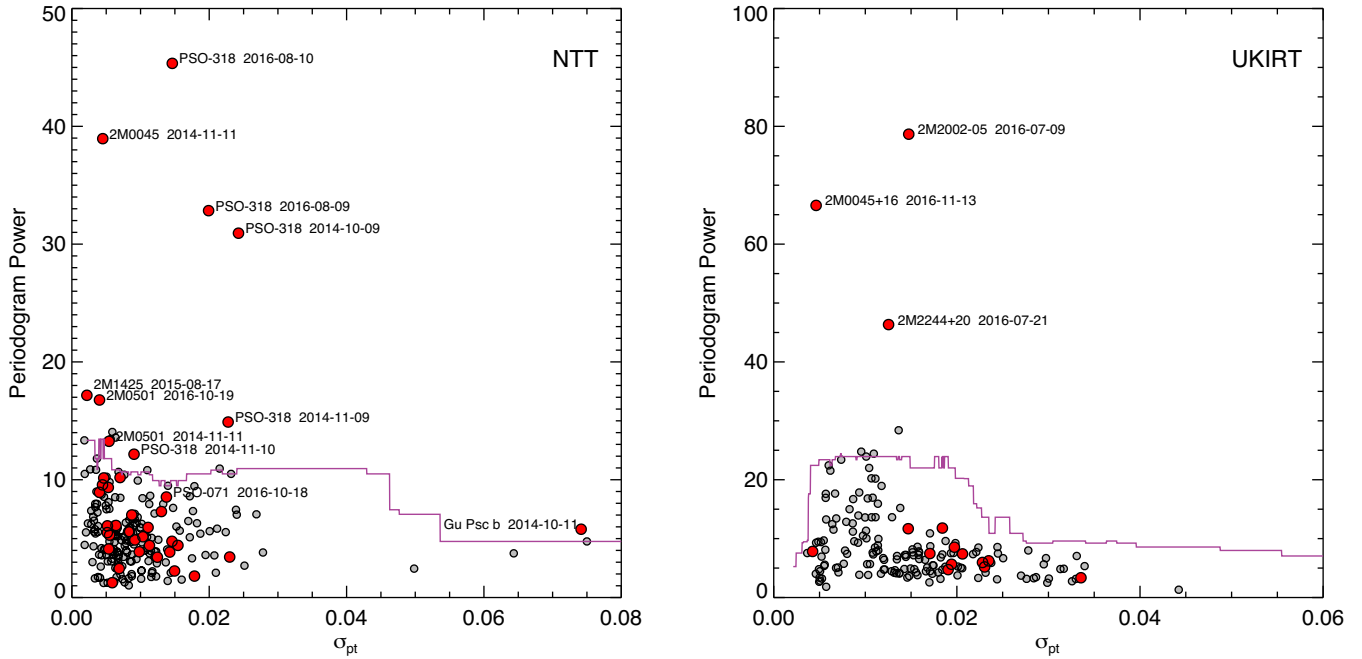 50
40
30
20
10
0
Periodogram Power
NTT
PSO-318 2016-08-10
2M0045 2014-11-11
PSO-318 2016-08-09
PSO-318 2014-10-09
2M1425 2015-08-17
2M0501 2016-10-19
PSO-318 2014-11-09
2M0501 2014-11-11
PSO-318 2014-11-10
PSO-071 2016-10-18
Gu Psc b 2014-10-11
0.00 0.02 0.04 0.06 0.08
σpt
100
80
60
40
20
0
Periodogram Power
UKIRT
2M2002-05 2016-07-09
2M0045+16 2016-11-13
2M2244+20 2016-07-21
0.00 0.02 0.04 0.06
σpt